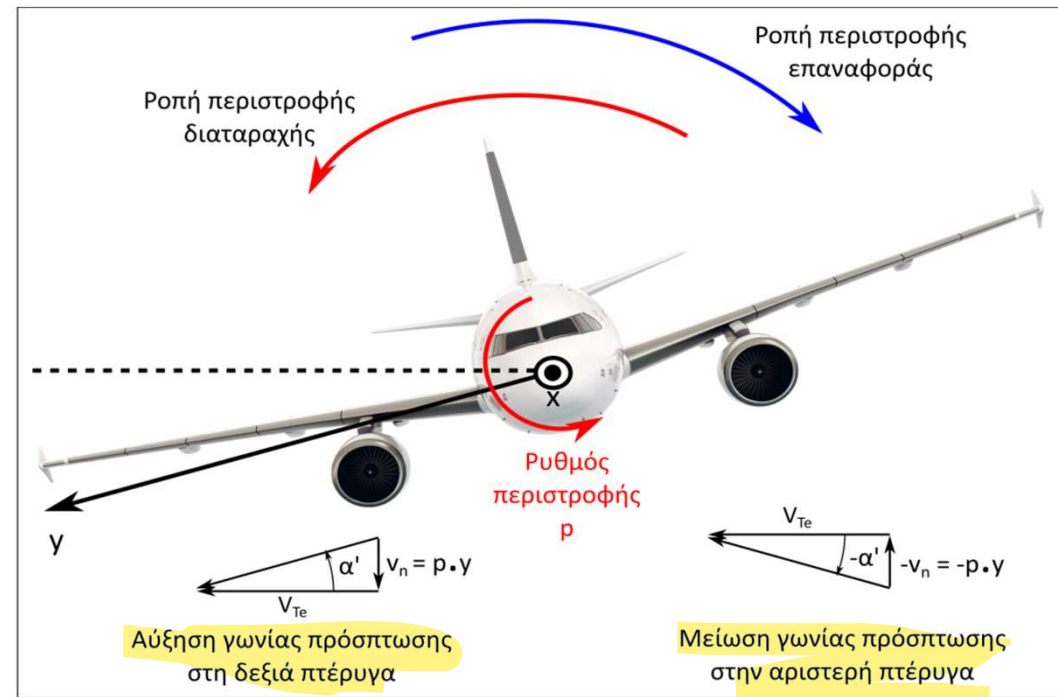 Ροπή περιστροφής
επαναφοράς
Ροπή περιστροφής
διαταραχής
x
y
Ρυθμός
περιστροφής
p
α'
v_n = p.y
V_Te
Αύξηση γωνίας πρόσπτωσης
στη δεξιά πτέρυγα
V_Te
-α'
-v_n = -p.y
Μείωση γωνίας πρόσπτωσης
στην αριστερή πτέρυγα